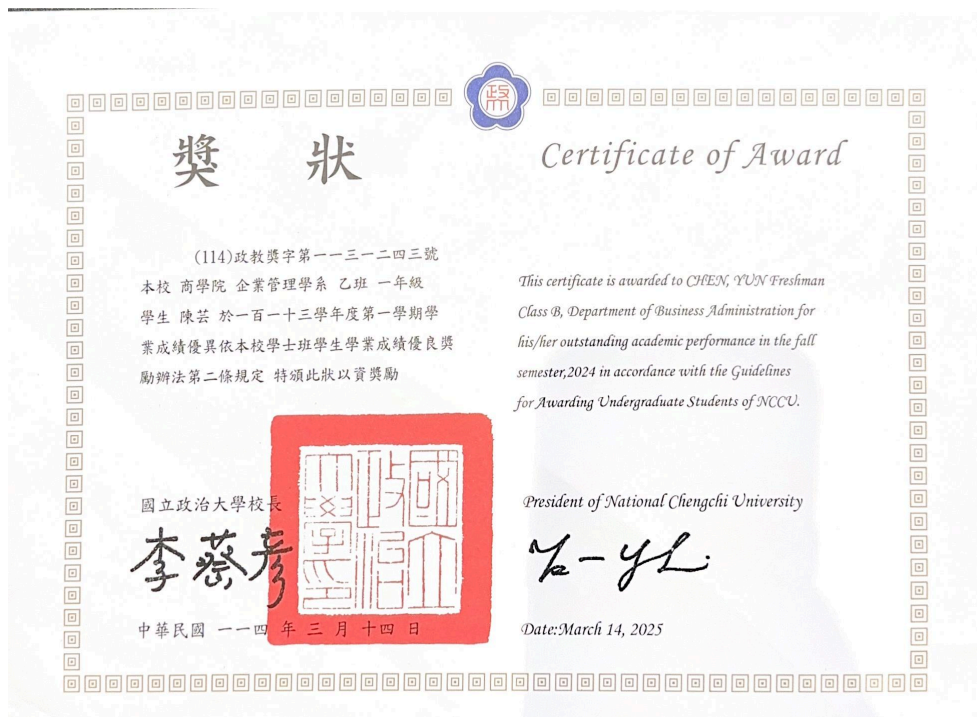 政
獎 狀
(114)政教獎字第一一三一二四三號
本校 商學院 企業管理學系 乙班 一年級
學生 陳芸 於一百一十三學年度第一學期學
業成績優異依本校學士班學生學業成績優良獎
勵辦法第二條規定 特頒此狀以資獎勵
國立政治大學校長
李蔡彥
國立政治大學印
中華民國 一一四 年 三 月 十四 日
Certificate of Award
This certificate is awarded to CHEN, YUN Freshman
Class B, Department of Business Administration for
his/her outstanding academic performance in the fall
semester,2024 in accordance with the Guidelines
for Awarding Undergraduate Students of NCCU.
President of National Chengchi University
Date:March 14, 2025